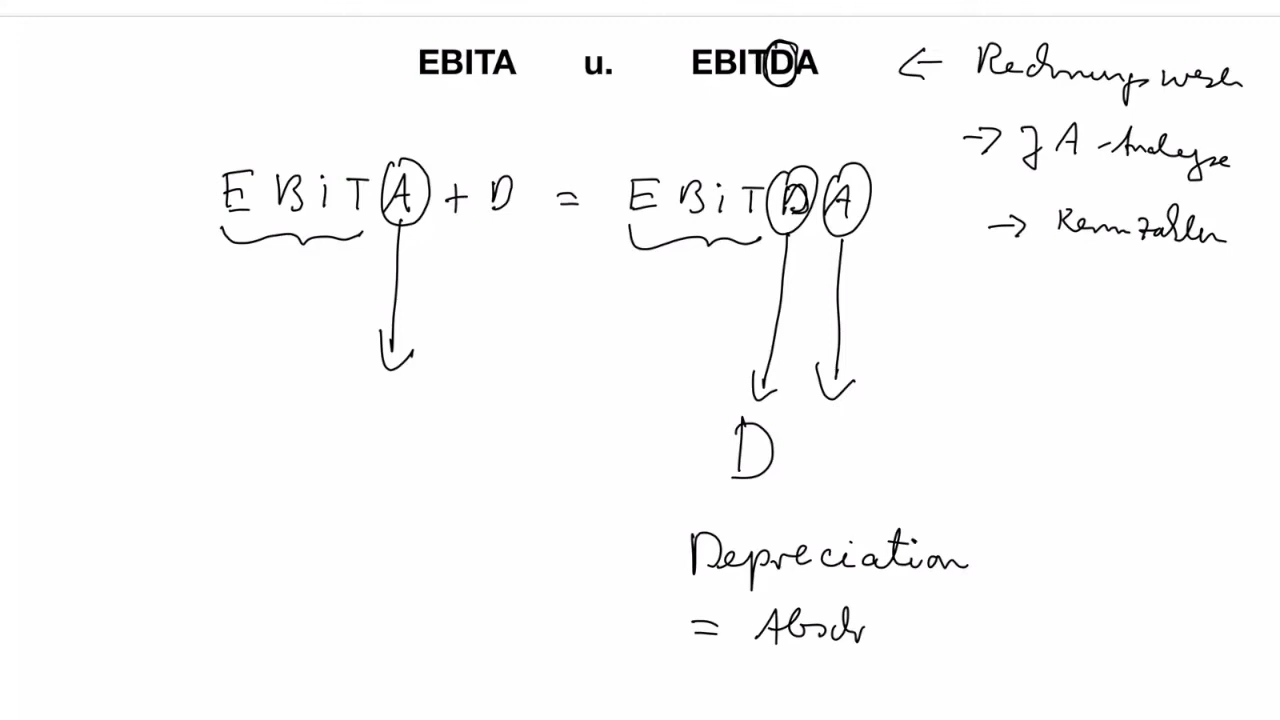 EBITA u. EBITDA ← Rechnungswesen
→ JA-Analyse
EBiTA + D = EBiTDA
→ Kennzahlen
D
Depreciation
= Abschr